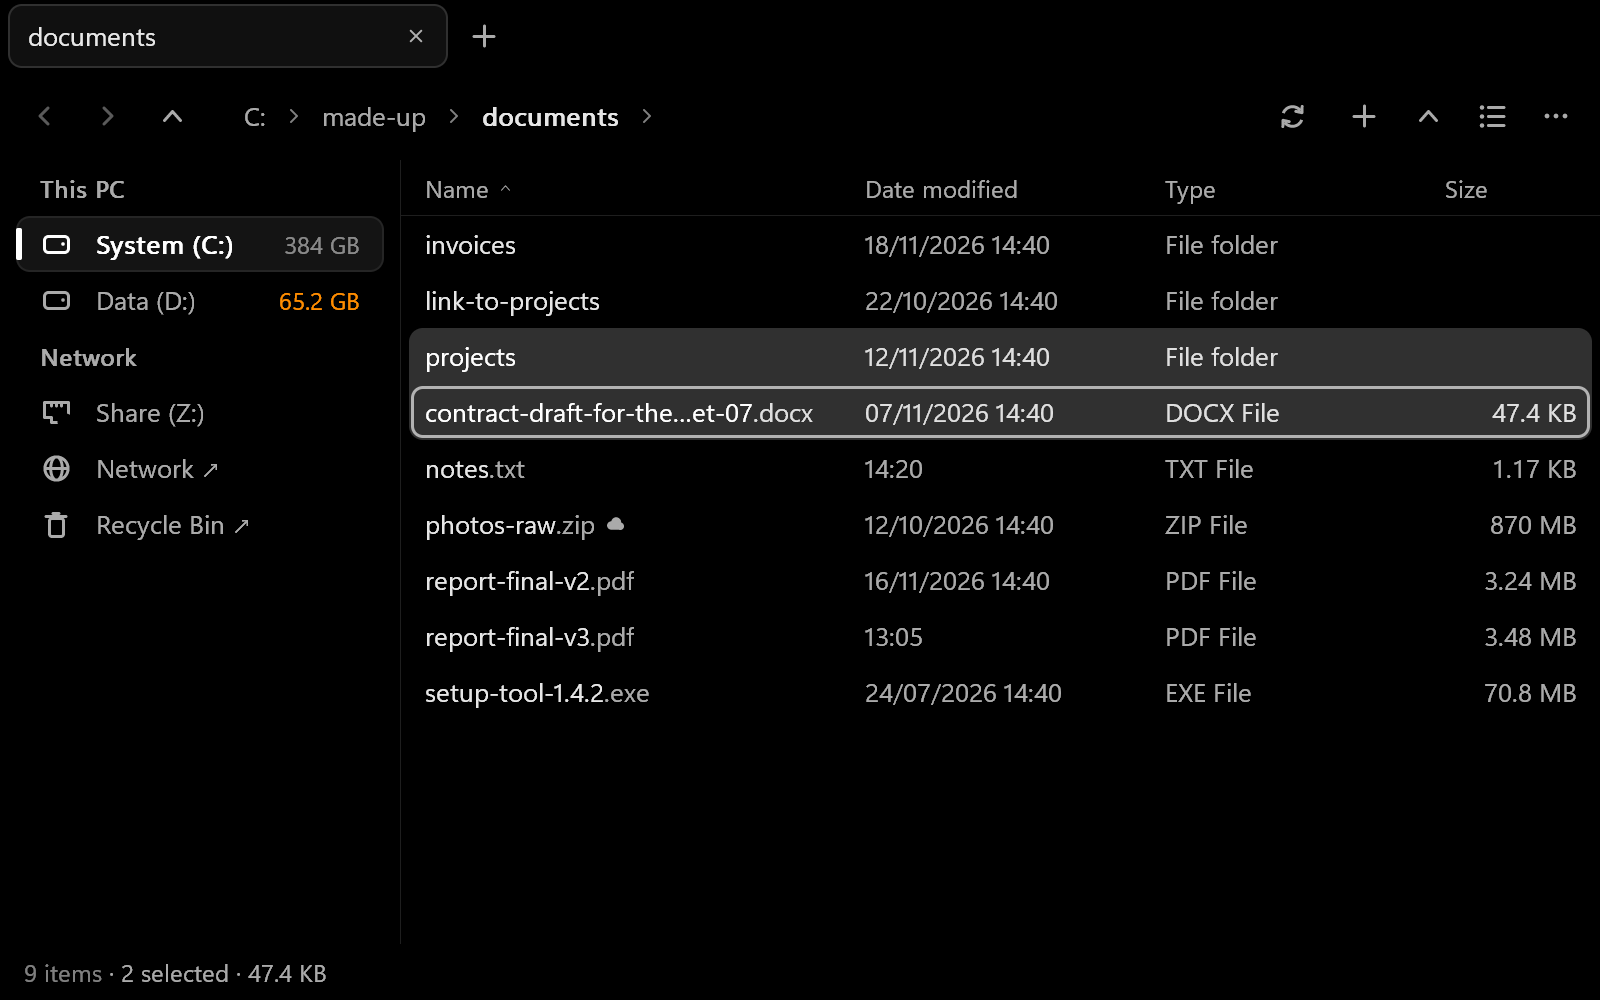 documents
C: made-up documents
This PC
System (C:) 384 GB
Data (D:) 65.2 GB
Network
Share (Z:)
Network
Recycle Bin
Name Date modified Type Size
invoices 18/11/2026 14:40 File folder
link-to-projects 22/10/2026 14:40 File folder
projects 12/11/2026 14:40 File folder
contract-draft-for-the...et-07.docx 07/11/2026 14:40 DOCX File 47.4 KB
notes.txt 14:20 TXT File 1.17 KB
photos-raw.zip 12/10/2026 14:40 ZIP File 870 MB
report-final-v2.pdf 16/11/2026 14:40 PDF File 3.24 MB
report-final-v3.pdf 13:05 PDF File 3.48 MB
setup-tool-1.4.2.exe 24/07/2026 14:40 EXE File 70.8 MB
9 items · 2 selected · 47.4 KB